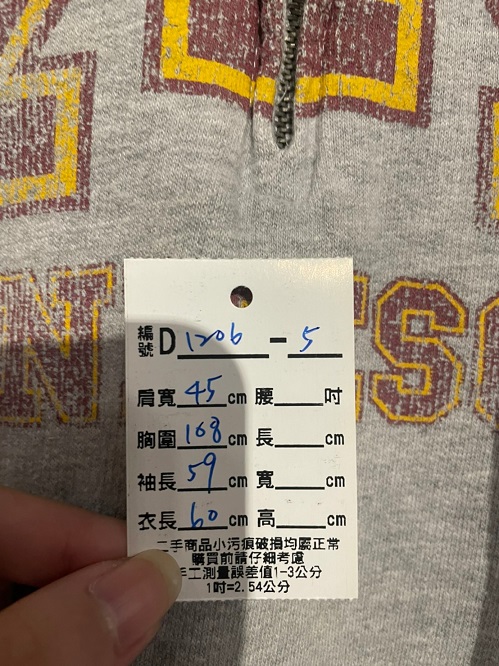 編號D 1206 - 5
肩寬 45 cm 腰 吋
胸圍 108 cm 長 cm
袖長 59 cm 寬 cm
衣長 60 cm 高 cm
二手商品小污痕破損均屬正常
購買前請仔細考慮
手工測量誤差值1-3公分
1吋=2.54公分